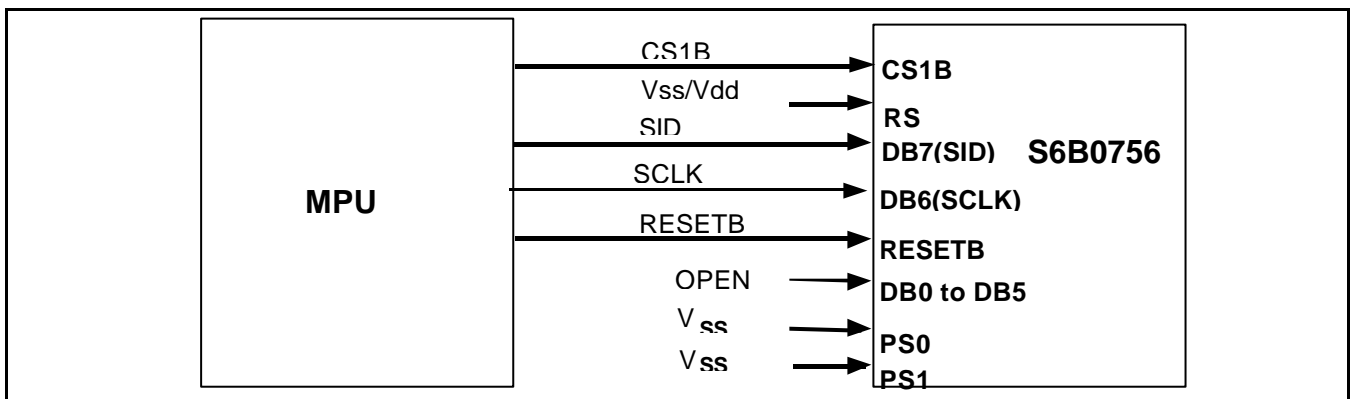 CS1B
CS1B
Vss/Vdd
RS
SID
DB7(SID)
S6B0756
SCLK
DB6(SCLK)
MPU
RESETB
RESETB
OPEN
DB0 to DB5
Vss
PS0
Vss
PS1